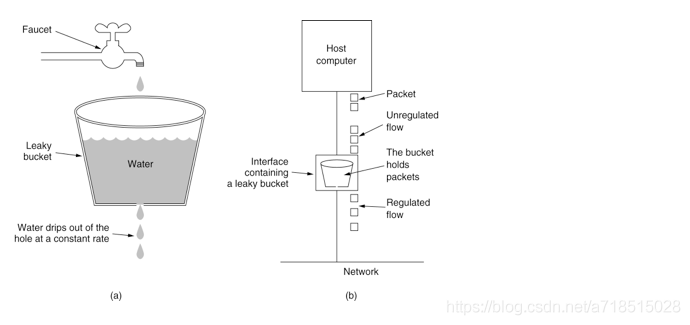 Faucet
Leaky
bucket
Water
Water drips out of the
hole at a constant rate
(a)
Host
computer
Packet
Unregulated
flow
Interface
containing
a leaky bucket
The bucket
holds
packets
Regulated
flow
Network
(b)
https://blog.csdn.net/a718515028